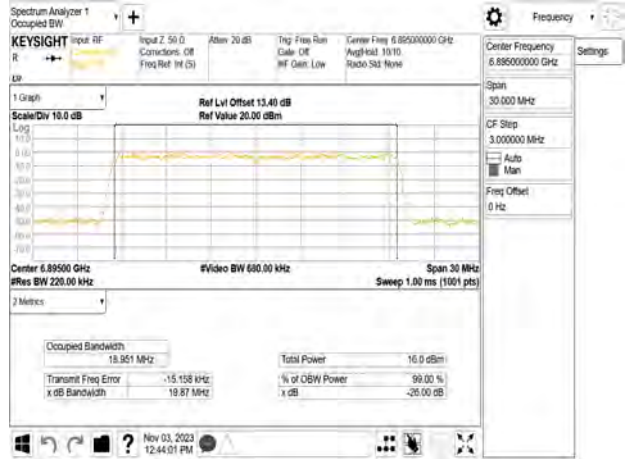 Spectrum Analyzer 1
Occupied BW
+
KEYSIGHT
Input: RF
R
Input Z: 50 Ω
Corrections: Off
Freq Ref: Int (S)
Atten: 20 dB
Trig: Free Run
Gate: Off
#IF Gain: Low
Center Freq: 6.895000000 GHz
Avg|Hold: 10/10
Radio Std: None
1 Graph
Scale/Div 10.0 dB
Ref Lvl Offset 13.40 dB
Ref Value 20.00 dBm
Log
10.0
0.00
Center 6.89500 GHz
#Res BW 220.00 kHz
#Video BW 680.00 kHz
Span 30 MHz
Sweep 1.00 ms (1001 pts)
2 Metrics
Occupied Bandwidth
18.951 MHz
Transmit Freq Error -15.158 kHz
x dB Bandwidth 19.87 MHz
Total Power 16.0 dBm
% of OBW Power 99.00 %
x dB -26.00 dB
?
Nov 03, 2023
12:44:01 PM
Frequency
Settings
Center Frequency
6.895000000 GHz
Span
30.000 MHz
CF Step
3.000000 MHz
Auto
Man
Freq Offset
0 Hz